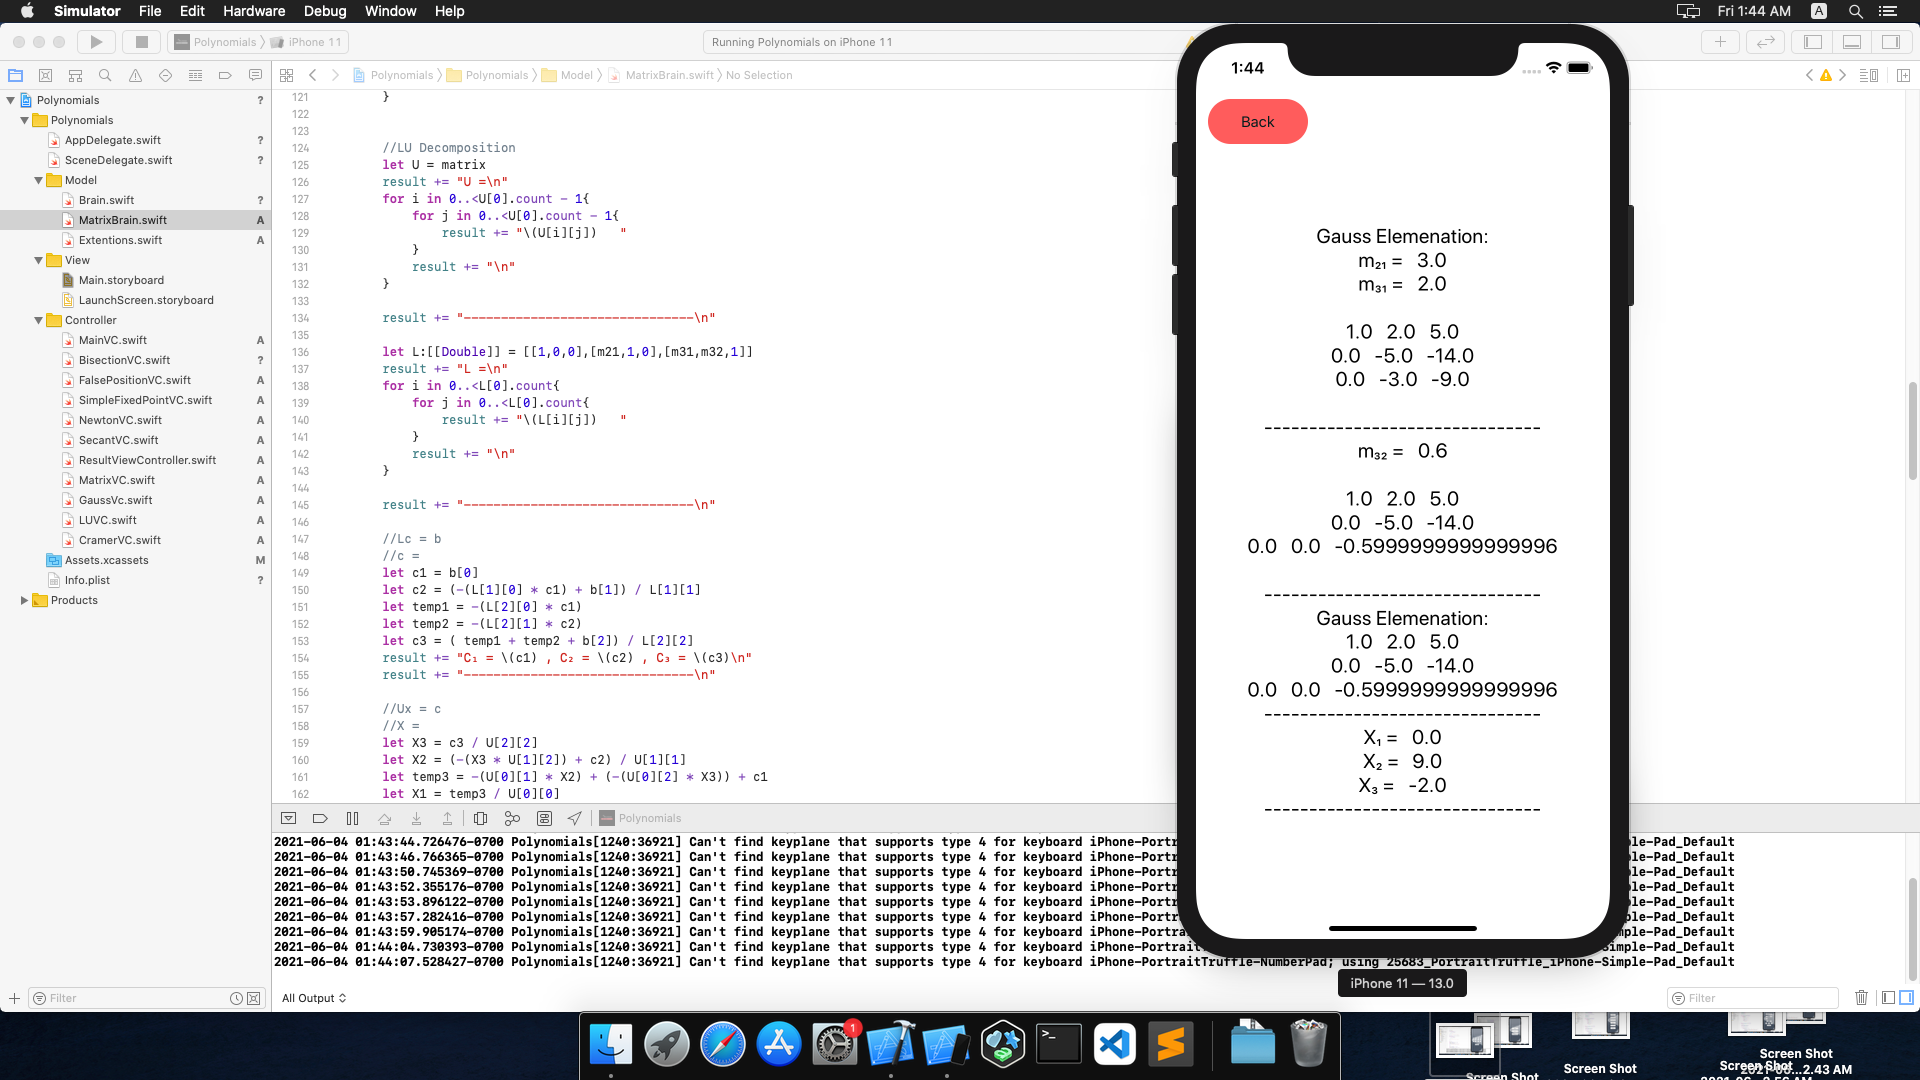 Simulator File Edit Hardware Debug Window Help
Fri 1:44 AM A
Polynomials iPhone 11
Running Polynomials on iPhone 11
Polynomials Polynomials Model MatrixBrain.swift No Selection
Polynomials ?
Polynomials
AppDelegate.swift ?
SceneDelegate.swift ?
Model
Brain.swift ?
MatrixBrain.swift A
Extentions.swift A
View
Main.storyboard
LaunchScreen.storyboard
Controller
MainVC.swift A
BisectionVC.swift ?
FalsePositionVC.swift A
SimpleFixedPointVC.swift A
NewtonVC.swift A
SecantVC.swift A
ResultViewController.swift A
MatrixVC.swift A
GaussVc.swift A
LUVC.swift A
CramerVC.swift A
Assets.xcassets M
Info.plist ?
Products
Filter
121 }
122
123
124 //LU Decomposition
125 let U = matrix
126 result += "U =\n"
127 for i in 0..<U[0].count - 1{
128 for j in 0..<U[0].count - 1{
129 result += "\(U[i][j])   "
130 }
131 result += "\n"
132 }
133
134 result += "-------------------------------\n"
135
136 let L:[[Double]] = [[1,0,0],[m21,1,0],[m31,m32,1]]
137 result += "L =\n"
138 for i in 0..<L[0].count{
139 for j in 0..<L[0].count{
140 result += "\(L[i][j])   "
141 }
142 result += "\n"
143 }
144
145 result += "-------------------------------\n"
146
147 //Lc = b
148 //c =
149 let c1 = b[0]
150 let c2 = (-(L[1][0] * c1) + b[1]) / L[1][1]
151 let temp1 = -(L[2][0] * c1)
152 let temp2 = -(L[2][1] * c2)
153 let c3 = ( temp1 + temp2 + b[2]) / L[2][2]
154 result += "C₁ = \(c1) , C₂ = \(c2) , C₃ = \(c3)\n"
155 result += "-------------------------------\n"
156
157 //Ux = c
158 //X =
159 let X3 = c3 / U[2][2]
160 let X2 = (-(X3 * U[1][2]) + c2) / U[1][1]
161 let temp3 = -(U[0][1] * X2) + (-(U[0][2] * X3)) + c1
162 let X1 = temp3 / U[0][0]
Polynomials
2021-06-04 01:43:44.726476-0700 Polynomials[1240:36921] Can't find keyplane that supports type 4 for keyboard iPhone-Portra le-Pad_Default
2021-06-04 01:43:46.766365-0700 Polynomials[1240:36921] Can't find keyplane that supports type 4 for keyboard iPhone-Portra le-Pad_Default
2021-06-04 01:43:50.745369-0700 Polynomials[1240:36921] Can't find keyplane that supports type 4 for keyboard iPhone-Portra le-Pad_Default
2021-06-04 01:43:52.355176-0700 Polynomials[1240:36921] Can't find keyplane that supports type 4 for keyboard iPhone-Portra le-Pad_Default
2021-06-04 01:43:53.896122-0700 Polynomials[1240:36921] Can't find keyplane that supports type 4 for keyboard iPhone-Portra le-Pad_Default
2021-06-04 01:43:57.282416-0700 Polynomials[1240:36921] Can't find keyplane that supports type 4 for keyboard iPhone-Portra le-Pad_Default
2021-06-04 01:43:59.905174-0700 Polynomials[1240:36921] Can't find keyplane that supports type 4 for keyboard iPhone-Portra le-Pad_Default
2021-06-04 01:44:04.730393-0700 Polynomials[1240:36921] Can't find keyplane that supports type 4 for keyboard iPhone-Portrait imple-Pad_Default
2021-06-04 01:44:07.528427-0700 Polynomials[1240:36921] Can't find keyplane that supports type 4 for keyboard iPhone-PortraitTruffle-NumberPad; using 25683_PortraitTruffle_iPhone-Simple-Pad_Default
All Output
Filter
1:44
Back
Gauss Elemenation:
m₂₁ = 3.0
m₃₁ = 2.0
1.0 2.0 5.0
0.0 -5.0 -14.0
0.0 -3.0 -9.0
-------------------------------
m₃₂ = 0.6
1.0 2.0 5.0
0.0 -5.0 -14.0
0.0 0.0 -0.5999999999999996
-------------------------------
Gauss Elemenation:
1.0 2.0 5.0
0.0 -5.0 -14.0
0.0 0.0 -0.5999999999999996
-------------------------------
X₁ = 0.0
X₂ = 9.0
X₃ = -2.0
-------------------------------
iPhone 11 — 13.0
1
Screen Shot
Screen Shot
Screen Shot
Screen Shot